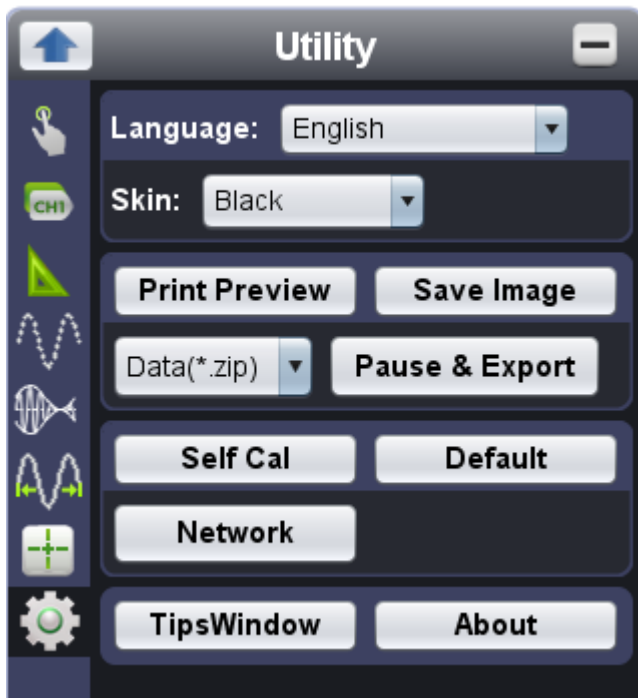 Utility
Language: English
CH1
Skin: Black
Print Preview Save Image
Data(*.zip) Pause & Export
Self Cal Default
Network
TipsWindow About